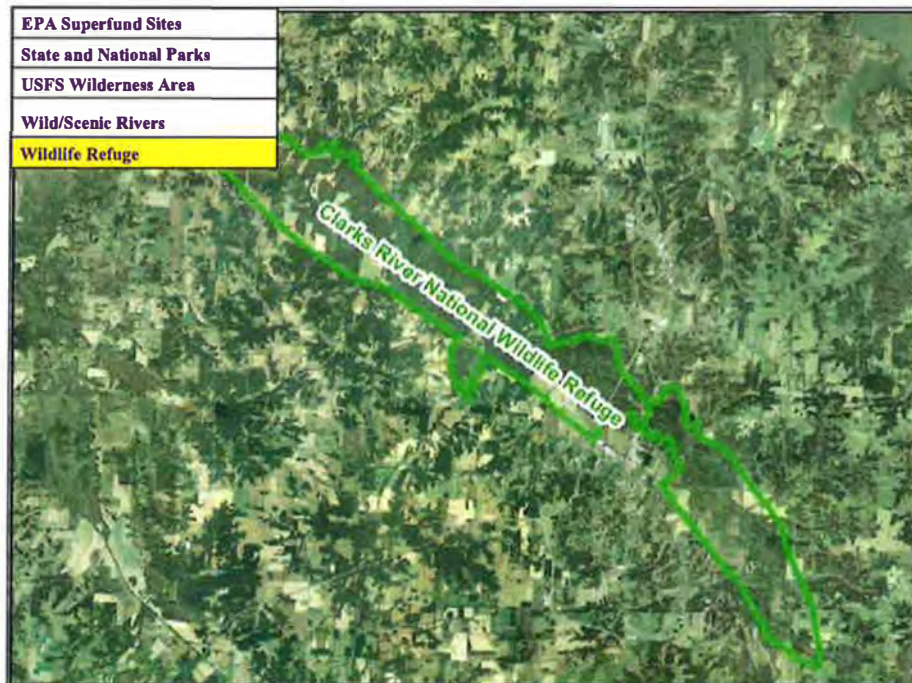 EPA Superfund Sites
State and National Parks
USFS Wilderness Area
Wild/Scenic Rivers
Wildlife Refuge
Clarks River National Wildlife Refuge